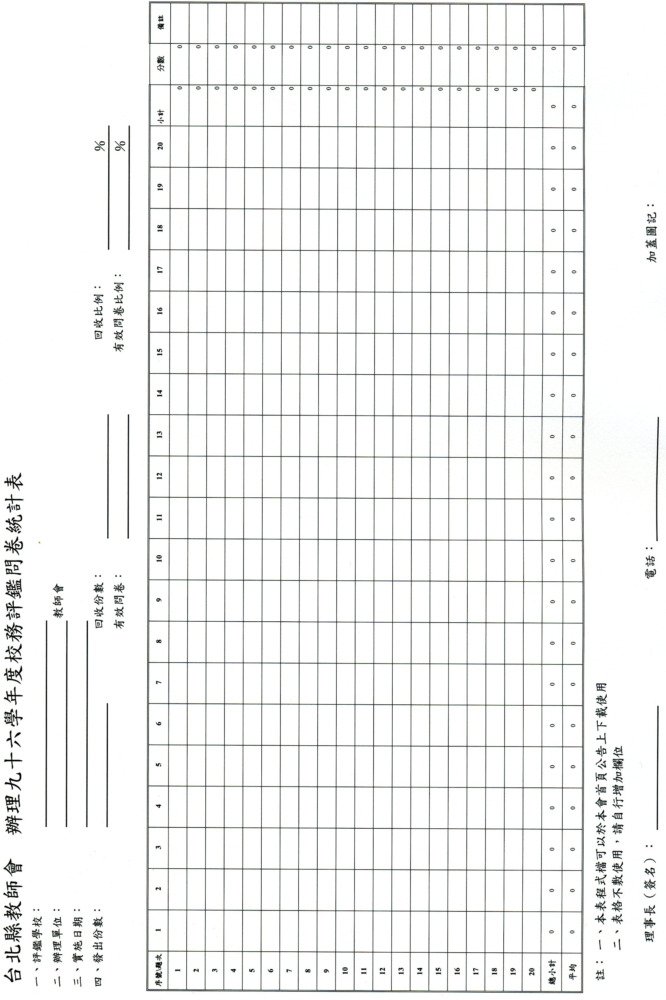 台北縣教師會　辦理九十六學年度校務評鑑問卷統計表
一、評鑑學校：
二、辦理單位： 教師會
三、實施日期：
四、發出份數： 回收份數： 回收比例： %
有效問卷： 有效問卷比例： %
序號\題次 1 2 3 4 5 6 7 8 9 10 11 12 13 14 15 16 17 18 19 20 小計 分數 備註
1 0 0
2 0 0
3 0 0
4 0 0
5 0 0
6 0 0
7 0 0
8 0 0
9 0 0
10 0 0
11 0 0
12 0 0
13 0 0
14 0 0
15 0 0
16 0 0
17 0 0
18 0 0
19 0 0
20 0 0
總小計 0 0 0 0 0 0 0 0 0 0 0 0 0 0 0 0 0 0 0 0 0 0
平均 0 0 0 0 0 0 0 0 0 0 0 0 0 0 0 0 0 0 0 0 0 0
註：一、本表程式檔可以於本會首頁公告上下載使用
二、表格不敷使用，請自行增加欄位
理事長（簽名）： 電話： 加蓋圖記：